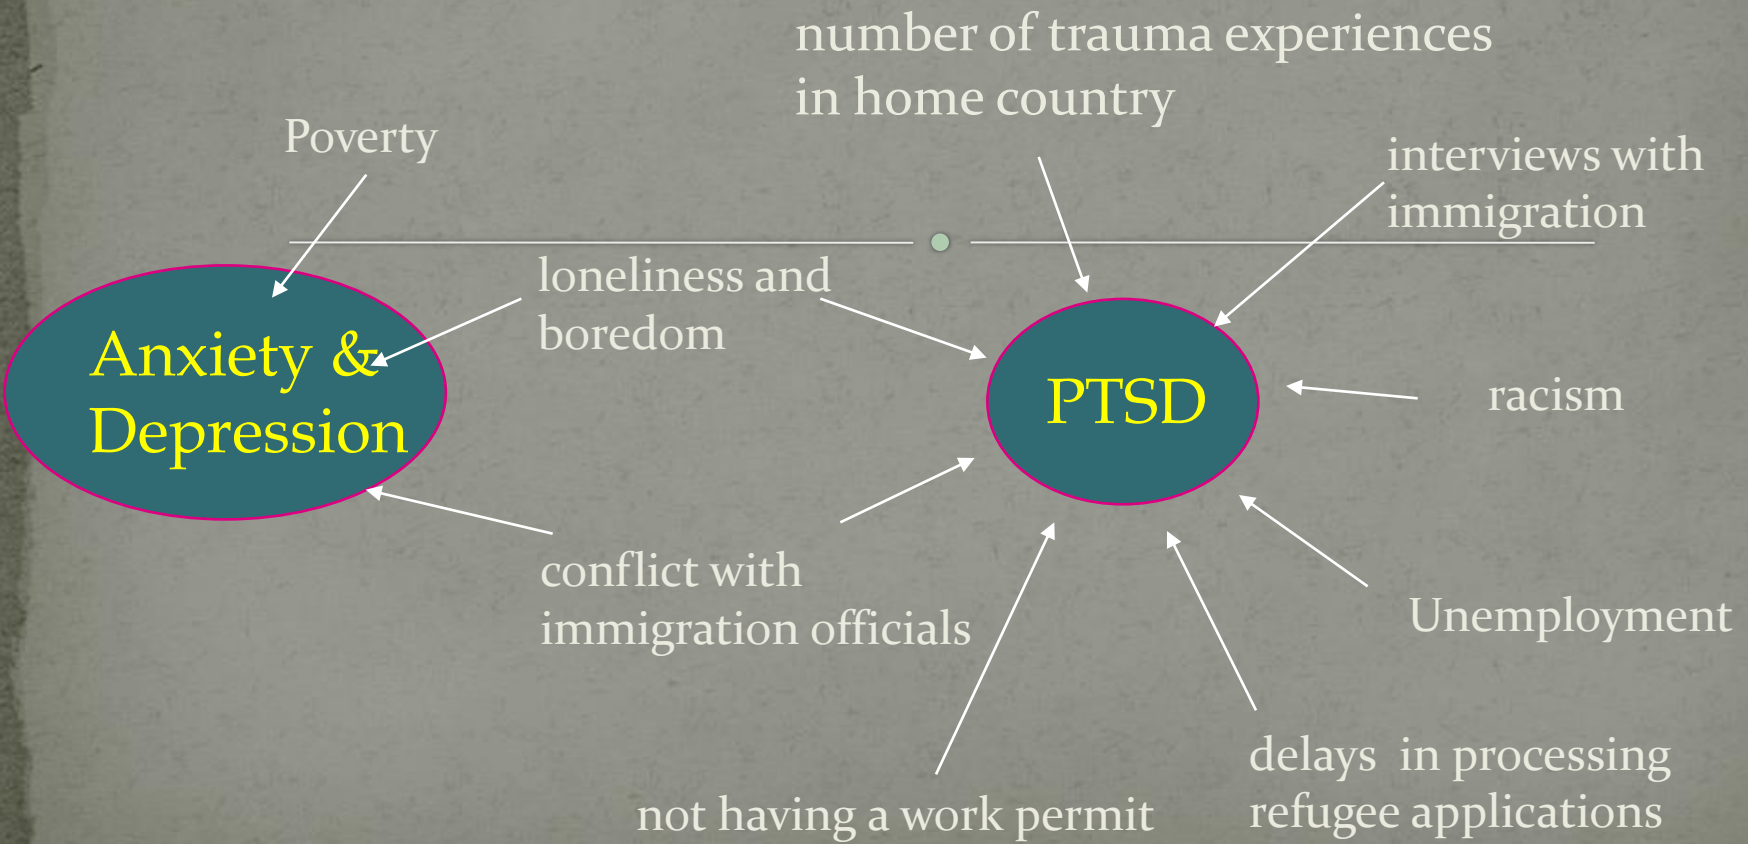 number of trauma experiences
in home country
Poverty
interviews with
immigration
loneliness and
boredom
Anxiety &
Depression
PTSD
racism
conflict with
immigration officials
Unemployment
delays  in processing
refugee applications
not having a work permit